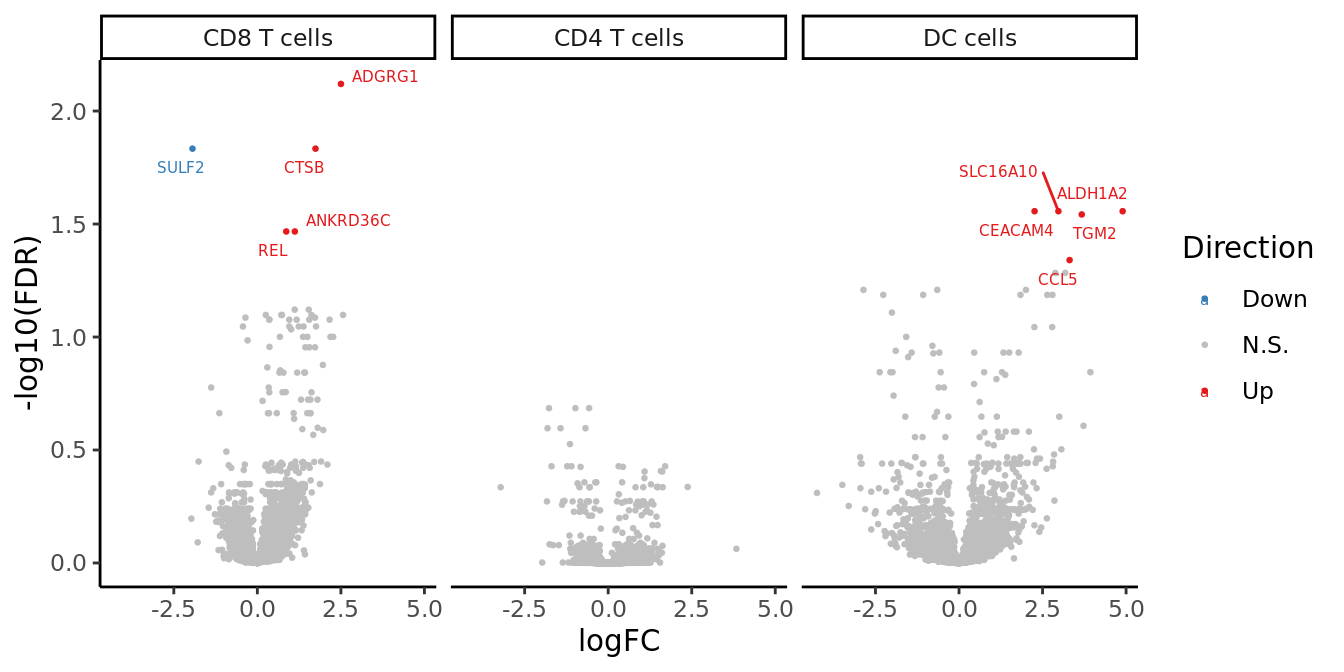 CD8 T cells
CD4 T cells
DC cells
ADGRG1
SULF2
CTSB
ANKRD36C
REL
SLC16A10
ALDH1A2
CEACAM4
TGM2
CCL5
-log10(FDR)
2.0
1.5
1.0
0.5
0.0
-2.5 0.0 2.5 5.0
-2.5 0.0 2.5 5.0
-2.5 0.0 2.5 5.0
logFC
Direction
a Down
N.S.
a Up